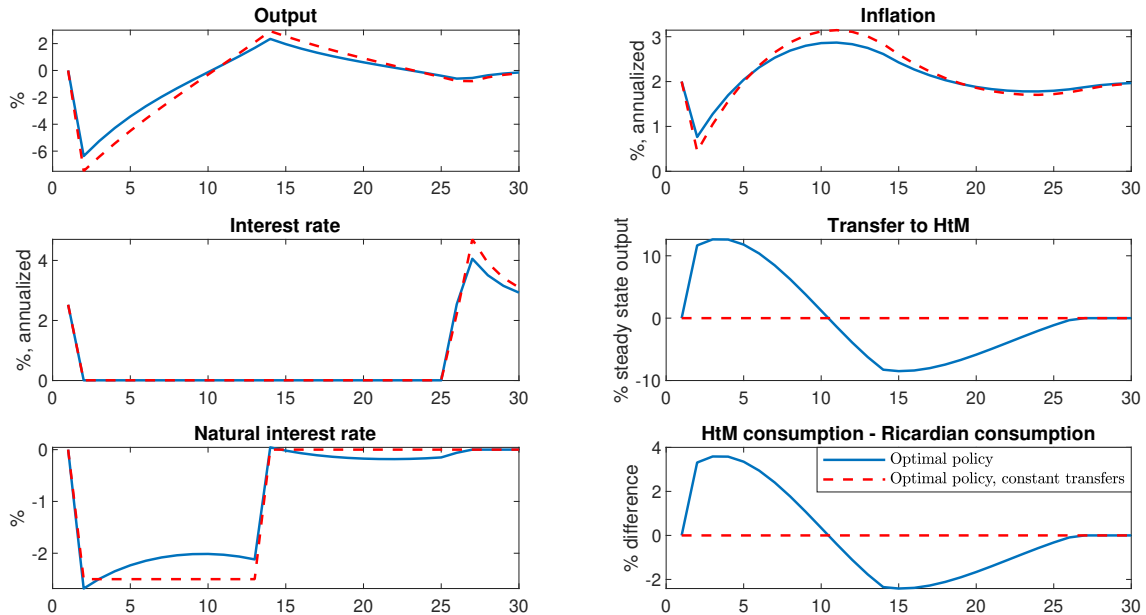 Output
%
2
0
-2
-4
-6
0 5 10 15 20 25 30
Inflation
%, annualized
3
2
1
0
0 5 10 15 20 25 30
Interest rate
%, annualized
4
2
0
0 5 10 15 20 25 30
Transfer to HtM
% steady state output
10
0
-10
0 5 10 15 20 25 30
Natural interest rate
%
0
-1
-2
0 5 10 15 20 25 30
HtM consumption - Ricardian consumption
% difference
4
2
0
-2
Optimal policy
Optimal policy, constant transfers
0 5 10 15 20 25 30